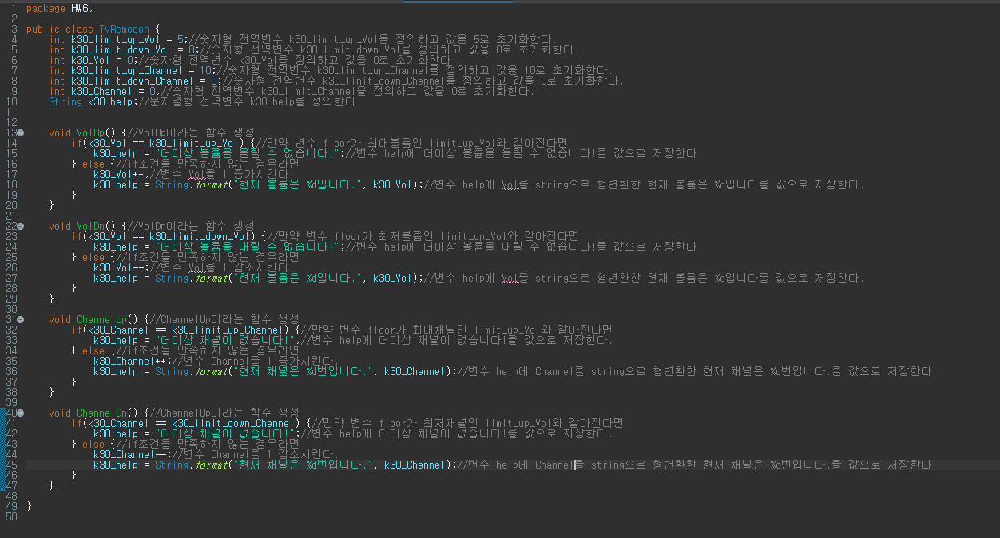 1 package HW6;
2
3 public class TvRemocon {
4 int k30_limit_up_Vol = 5;//숫자형 전역변수 k30_limit_up_Vol을 정의하고 값을 5로 초기화한다.
5 int k30_limit_down_Vol = 0;//숫자형 전역변수 k30_limit_down_Vol을 정의하고 값을 0로 초기화한다.
6 int k30_Vol = 0;//숫자형 전역변수 k30_Vol을 정의하고 값을 0로 초기화한다.
7 int k30_limit_up_Channel = 10;//숫자형 전역변수 k30_limit_up_Channel을 정의하고 값을 10로 초기화한다.
8 int k30_limit_down_Channel = 0;//숫자형 전역변수 k30_limit_down_Channel을 정의하고 값을 0로 초기화한다.
9 int k30_Channel = 0;//숫자형 전역변수 k30_limit_Channel을 정의하고 값을 0로 초기화한다.
10 String k30_help;//문자열형 전역변수 k30_help를 정의한다
11
12
13 void VolUp() {//VolUp이라는 함수 생성
14 if(k30_Vol == k30_limit_up_Vol) {//만약 변수 floor가 최대볼륨인 limit_up_Vol와 같아진다면
15 k30_help = "더이상 볼륨을 올릴 수 없습니다!";//변수 help에 더이상 볼륨을 올릴 수 없습니다!를 값으로 저장한다.
16 } else {//if조건을 만족하지 않는 경우라면
17 k30_Vol++;//변수 Vol를 1 증가시킨다.
18 k30_help = String.format("현재 볼륨은 %d입니다.", k30_Vol);//변수 help에 Vol를 string으로 형변환한 현재 볼륨은 %d입니다를 값으로 저장한다.
19 }
20 }
21
22 void VolDn() {//VolDn이라는 함수 생성
23 if(k30_Vol == k30_limit_down_Vol) {//만약 변수 floor가 최저볼륨인 limit_up_Vol와 같아진다면
24 k30_help = "더이상 볼륨을 내릴 수 없습니다!";//변수 help에 더이상 볼륨을 내릴 수 없습니다!를 값으로 저장한다.
25 } else {//if조건을 만족하지 않는 경우라면
26 k30_Vol--;//변수 Vol를 1 감소시킨다.
27 k30_help = String.format("현재 볼륨은 %d입니다.", k30_Vol);//변수 help에 Vol를 string으로 형변환한 현재 볼륨은 %d입니다를 값으로 저장한다.
28 }
29 }
30
31 void ChannelUp() {//ChannelUp이라는 함수 생성
32 if(k30_Channel == k30_limit_up_Channel) {//만약 변수 floor가 최대채널인 limit_up_Vol와 같아진다면
33 k30_help = "더이상 채널이 없습니다!";//변수 help에 더이상 채널이 없습니다!를 값으로 저장한다.
34 } else {//if조건을 만족하지 않는 경우라면
35 k30_Channel++;//변수 Channel를 1 증가시킨다.
36 k30_help = String.format("현재 채널은 %d번입니다.", k30_Channel);//변수 help에 Channel를 string으로 형변환한 현재 채널은 %d번입니다.를 값으로 저장한다.
37 }
38 }
39
40 void ChannelDn() {//ChannelUp이라는 함수 생성
41 if(k30_Channel == k30_limit_down_Channel) {//만약 변수 floor가 최저채널인 limit_up_Vol와 같아진다면
42 k30_help = "더이상 채널이 없습니다!";//변수 help에 더이상 채널이 없습니다!를 값으로 저장한다.
43 } else {//if조건을 만족하지 않는 경우라면
44 k30_Channel--;//변수 Channel를 1 감소시킨다.
45 k30_help = String.format("현재 채널은 %d번입니다.", k30_Channel);//변수 help에 Channel를 string으로 형변환한 현재 채널은 %d번입니다.를 값으로 저장한다.
46 }
47 }
48
49 }
50